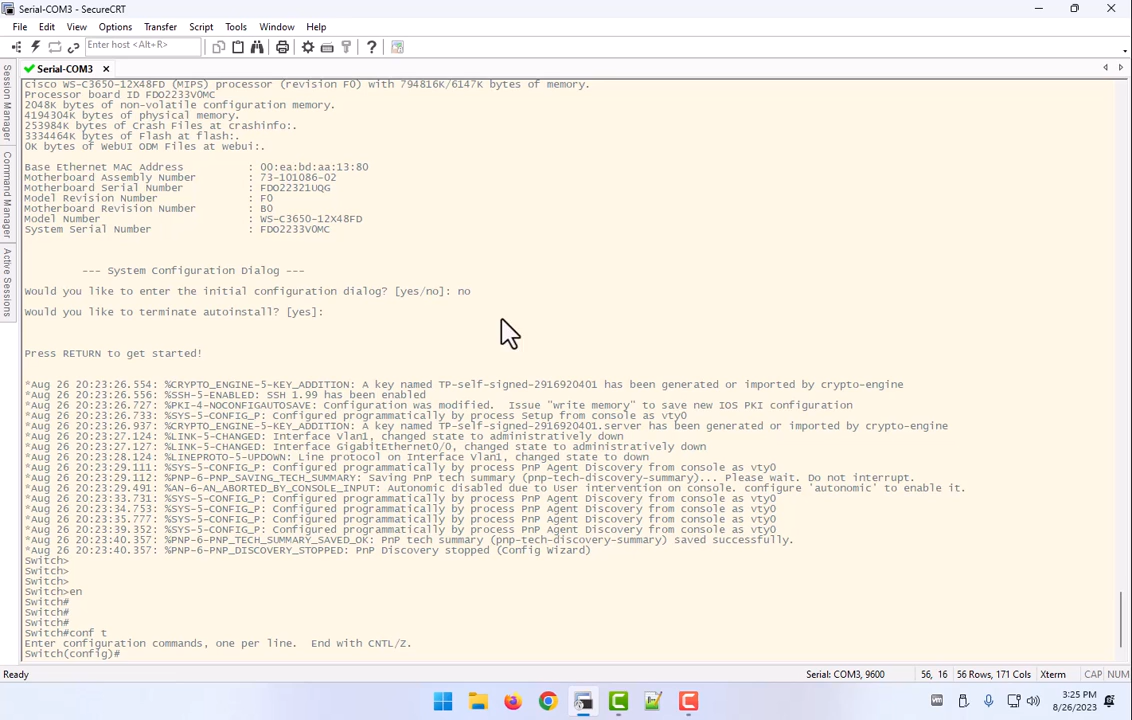 Serial-COM3 - SecureCRT
File Edit View Options Transfer Script Tools Window Help
Enter host <Alt+R>
Serial-COM3
Session Manager
Command Manager
Active Sessions
cisco WS-C3650-12X48FD (MIPS) processor (revision F0) with 794816K/6147K bytes of memory.
Processor board ID FDO2233V0MC
2048K bytes of non-volatile configuration memory.
4194304K bytes of physical memory.
253984K bytes of Crash Files at crashinfo:.
3334464K bytes of Flash at flash:.
0K bytes of WebUI ODM Files at webui:.
Base Ethernet MAC Address : 00:ea:bd:aa:13:80
Motherboard Assembly Number : 73-101086-02
Motherboard Serial Number : FDO22321UQG
Model Revision Number : F0
Motherboard Revision Number : B0
Model Number : WS-C3650-12X48FD
System Serial Number : FDO2233V0MC
--- System Configuration Dialog ---
Would you like to enter the initial configuration dialog? [yes/no]: no
Would you like to terminate autoinstall? [yes]:
Press RETURN to get started!
*Aug 26 20:23:26.554: %CRYPTO_ENGINE-5-KEY_ADDITION: A key named TP-self-signed-2916920401 has been generated or imported by crypto-engine
*Aug 26 20:23:26.556: %SSH-5-ENABLED: SSH 1.99 has been enabled
*Aug 26 20:23:26.727: %PKI-4-NOCONFIGAUTOSAVE: Configuration was modified. Issue "write memory" to save new IOS PKI configuration
*Aug 26 20:23:26.733: %SYS-5-CONFIG_P: Configured programmatically by process Setup from console as vty0
*Aug 26 20:23:26.937: %CRYPTO_ENGINE-5-KEY_ADDITION: A key named TP-self-signed-2916920401.server has been generated or imported by crypto-engine
*Aug 26 20:23:27.124: %LINK-5-CHANGED: Interface Vlan1, changed state to administratively down
*Aug 26 20:23:27.127: %LINK-5-CHANGED: Interface GigabitEthernet0/0, changed state to administratively down
*Aug 26 20:23:28.124: %LINEPROTO-5-UPDOWN: Line protocol on Interface Vlan1, changed state to down
*Aug 26 20:23:29.111: %SYS-5-CONFIG_P: Configured programmatically by process PnP Agent Discovery from console as vty0
*Aug 26 20:23:29.112: %PNP-6-PNP_SAVING_TECH_SUMMARY: Saving PnP tech summary (pnp-tech-discovery-summary)... Please wait. Do not interrupt.
*Aug 26 20:23:29.491: %AN-6-AN_ABORTED_BY_CONSOLE_INPUT: Autonomic disabled due to User intervention on console. configure 'autonomic' to enable it.
*Aug 26 20:23:33.731: %SYS-5-CONFIG_P: Configured programmatically by process PnP Agent Discovery from console as vty0
*Aug 26 20:23:34.753: %SYS-5-CONFIG_P: Configured programmatically by process PnP Agent Discovery from console as vty0
*Aug 26 20:23:35.777: %SYS-5-CONFIG_P: Configured programmatically by process PnP Agent Discovery from console as vty0
*Aug 26 20:23:39.352: %SYS-5-CONFIG_P: Configured programmatically by process PnP Agent Discovery from console as vty0
*Aug 26 20:23:40.357: %PNP-6-PNP_TECH_SUMMARY_SAVED_OK: PnP tech summary (pnp-tech-discovery-summary) saved successfully.
*Aug 26 20:23:40.357: %PNP-6-PNP_DISCOVERY_STOPPED: PnP Discovery stopped (Config Wizard)
Switch>
Switch>
Switch>
Switch>en
Switch#
Switch#
Switch#
Switch#conf t
Enter configuration commands, one per line. End with CNTL/Z.
Switch(config)#
Ready Serial: COM3, 9600 56, 16 56 Rows, 171 Cols Xterm CAP NUM
3:25 PM
8/26/2023